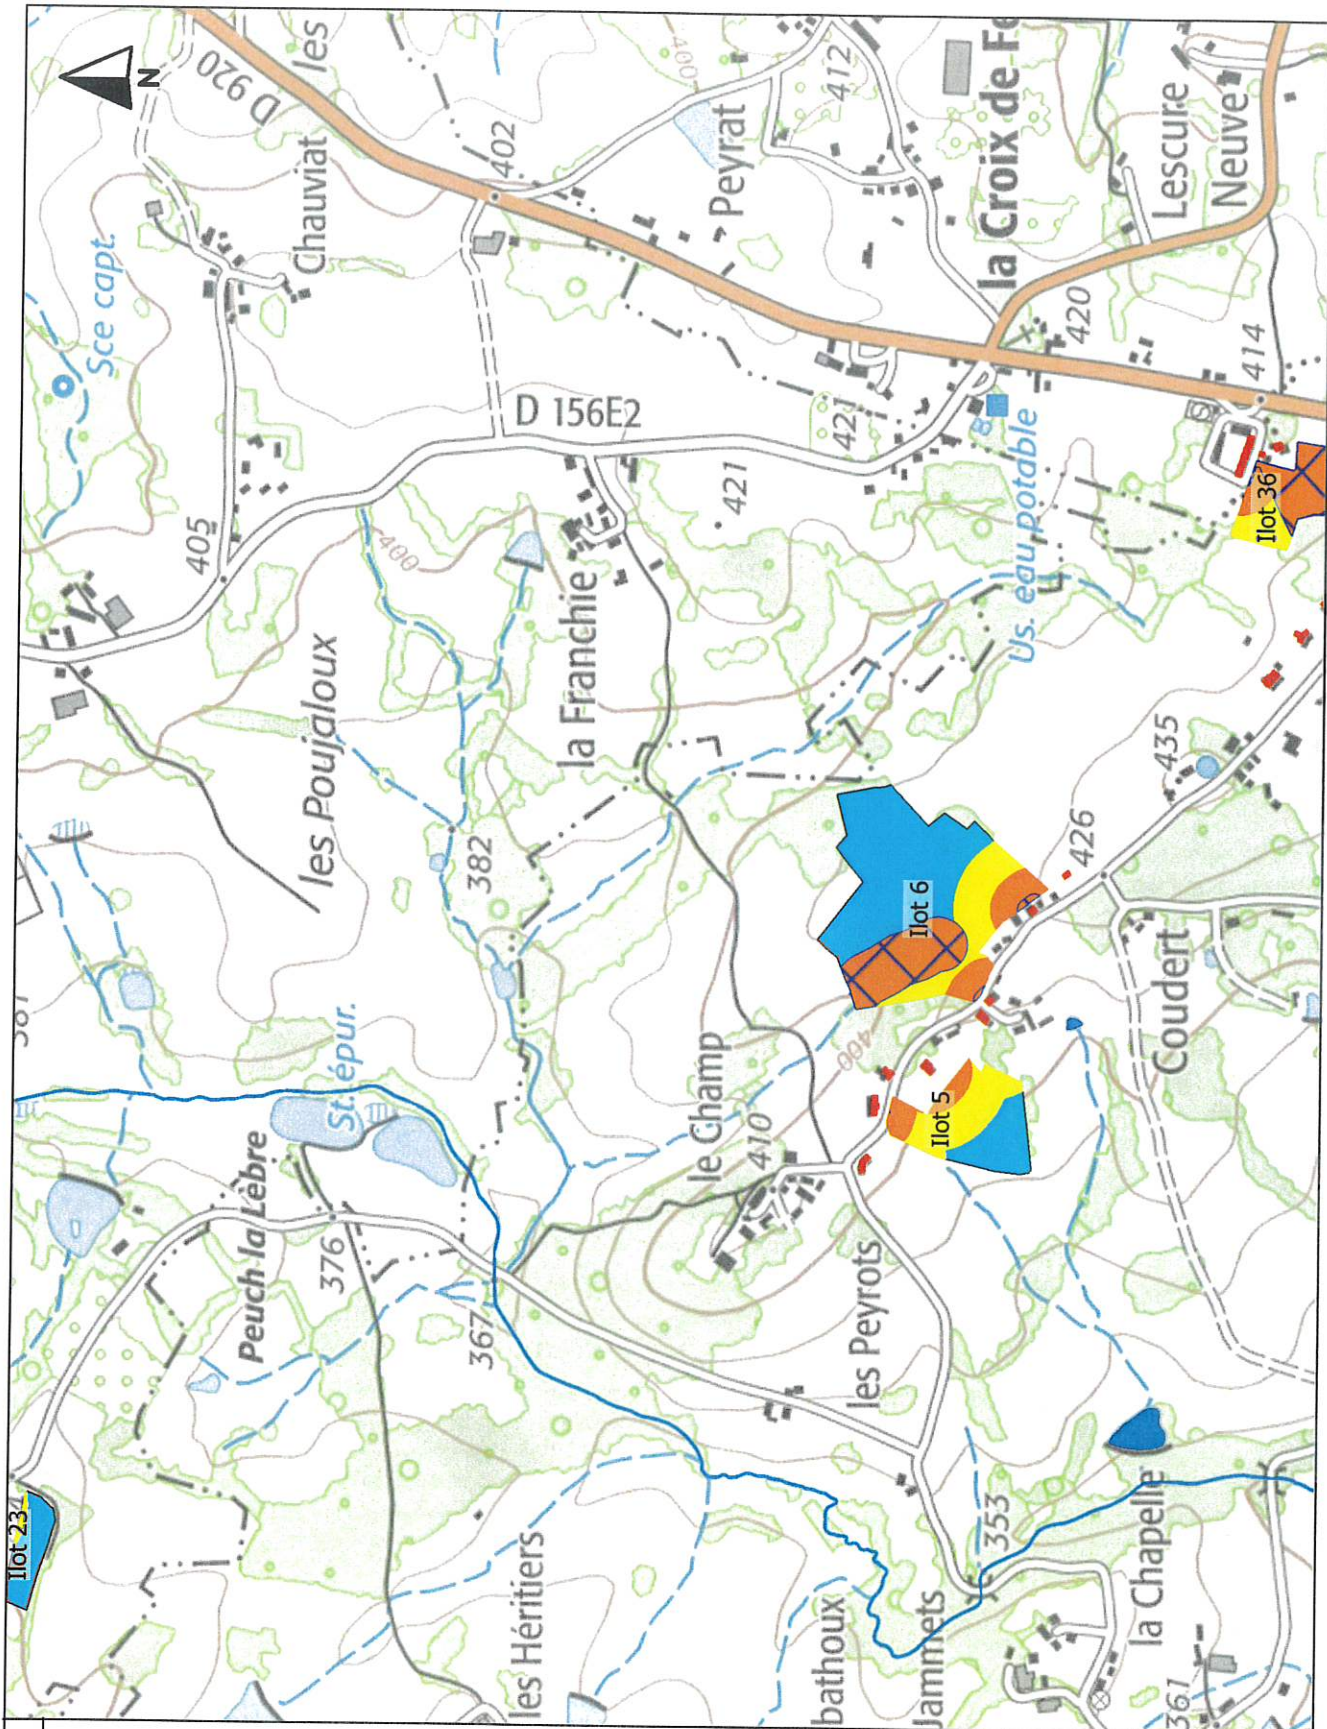 Ilot 23
Peuch la Lèbre
376
367
les Héritiers
St. épur.
Sce capt.
Chauviat
les
D 920
405
les Poujaloux
400
382
402
D 156E2
la Franchie
421
421
Peyrat
412
400
la Croix de Fe
Lescure
Neuve
420
414
Us. eau potable
Ilot 36
le Champ
410
400
Ilot 6
Ilot 5
426
435
Coudert
les Peyrots
353
bathoux
Jammets
la Chapelle
361
N